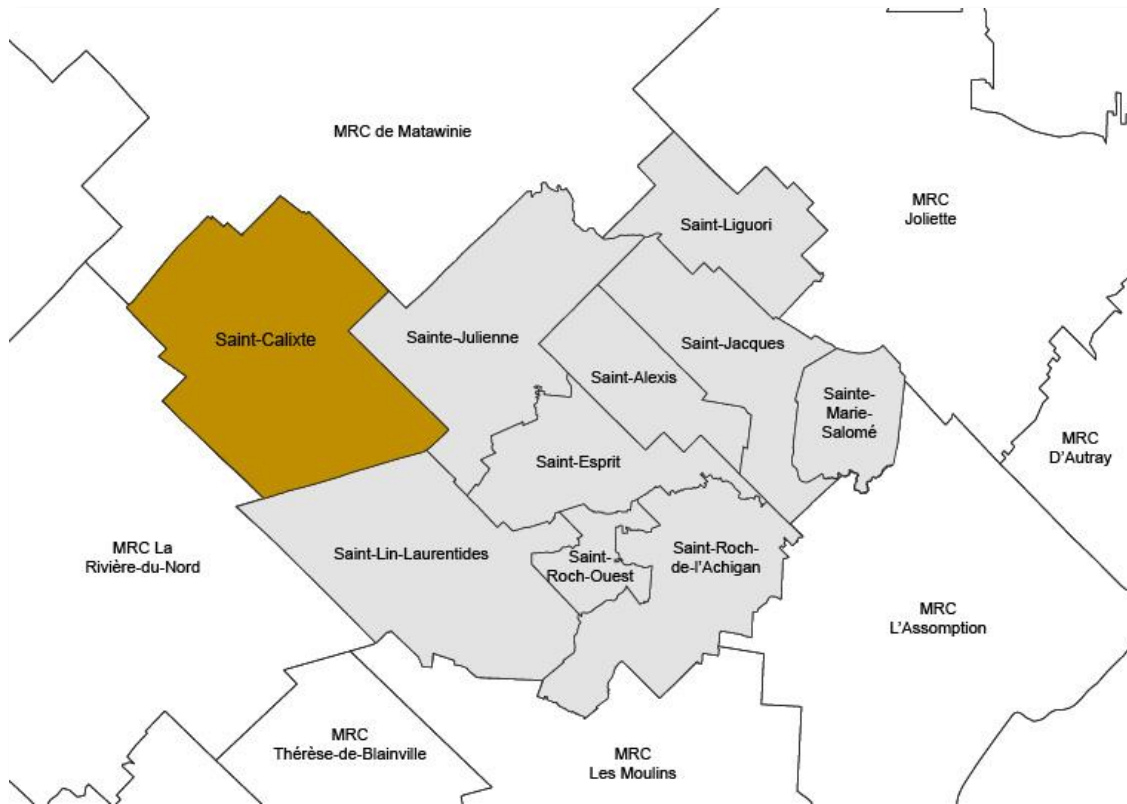 MRC de Matawinie
Saint-Liguori
MRC
Joliette
Saint-Calixte
Sainte-Julienne
Saint-Jacques
Saint-Alexis
Sainte-
Marie-
Salomé
MRC
D'Autray
Saint-Esprit
MRC La
Rivière-du-Nord
Saint-Lin-Laurentides
Saint-
Roch-Ouest
Saint-Roch-
de-l'Achigan
MRC
L'Assomption
MRC
Thérèse-de-Blainville
MRC
Les Moulins